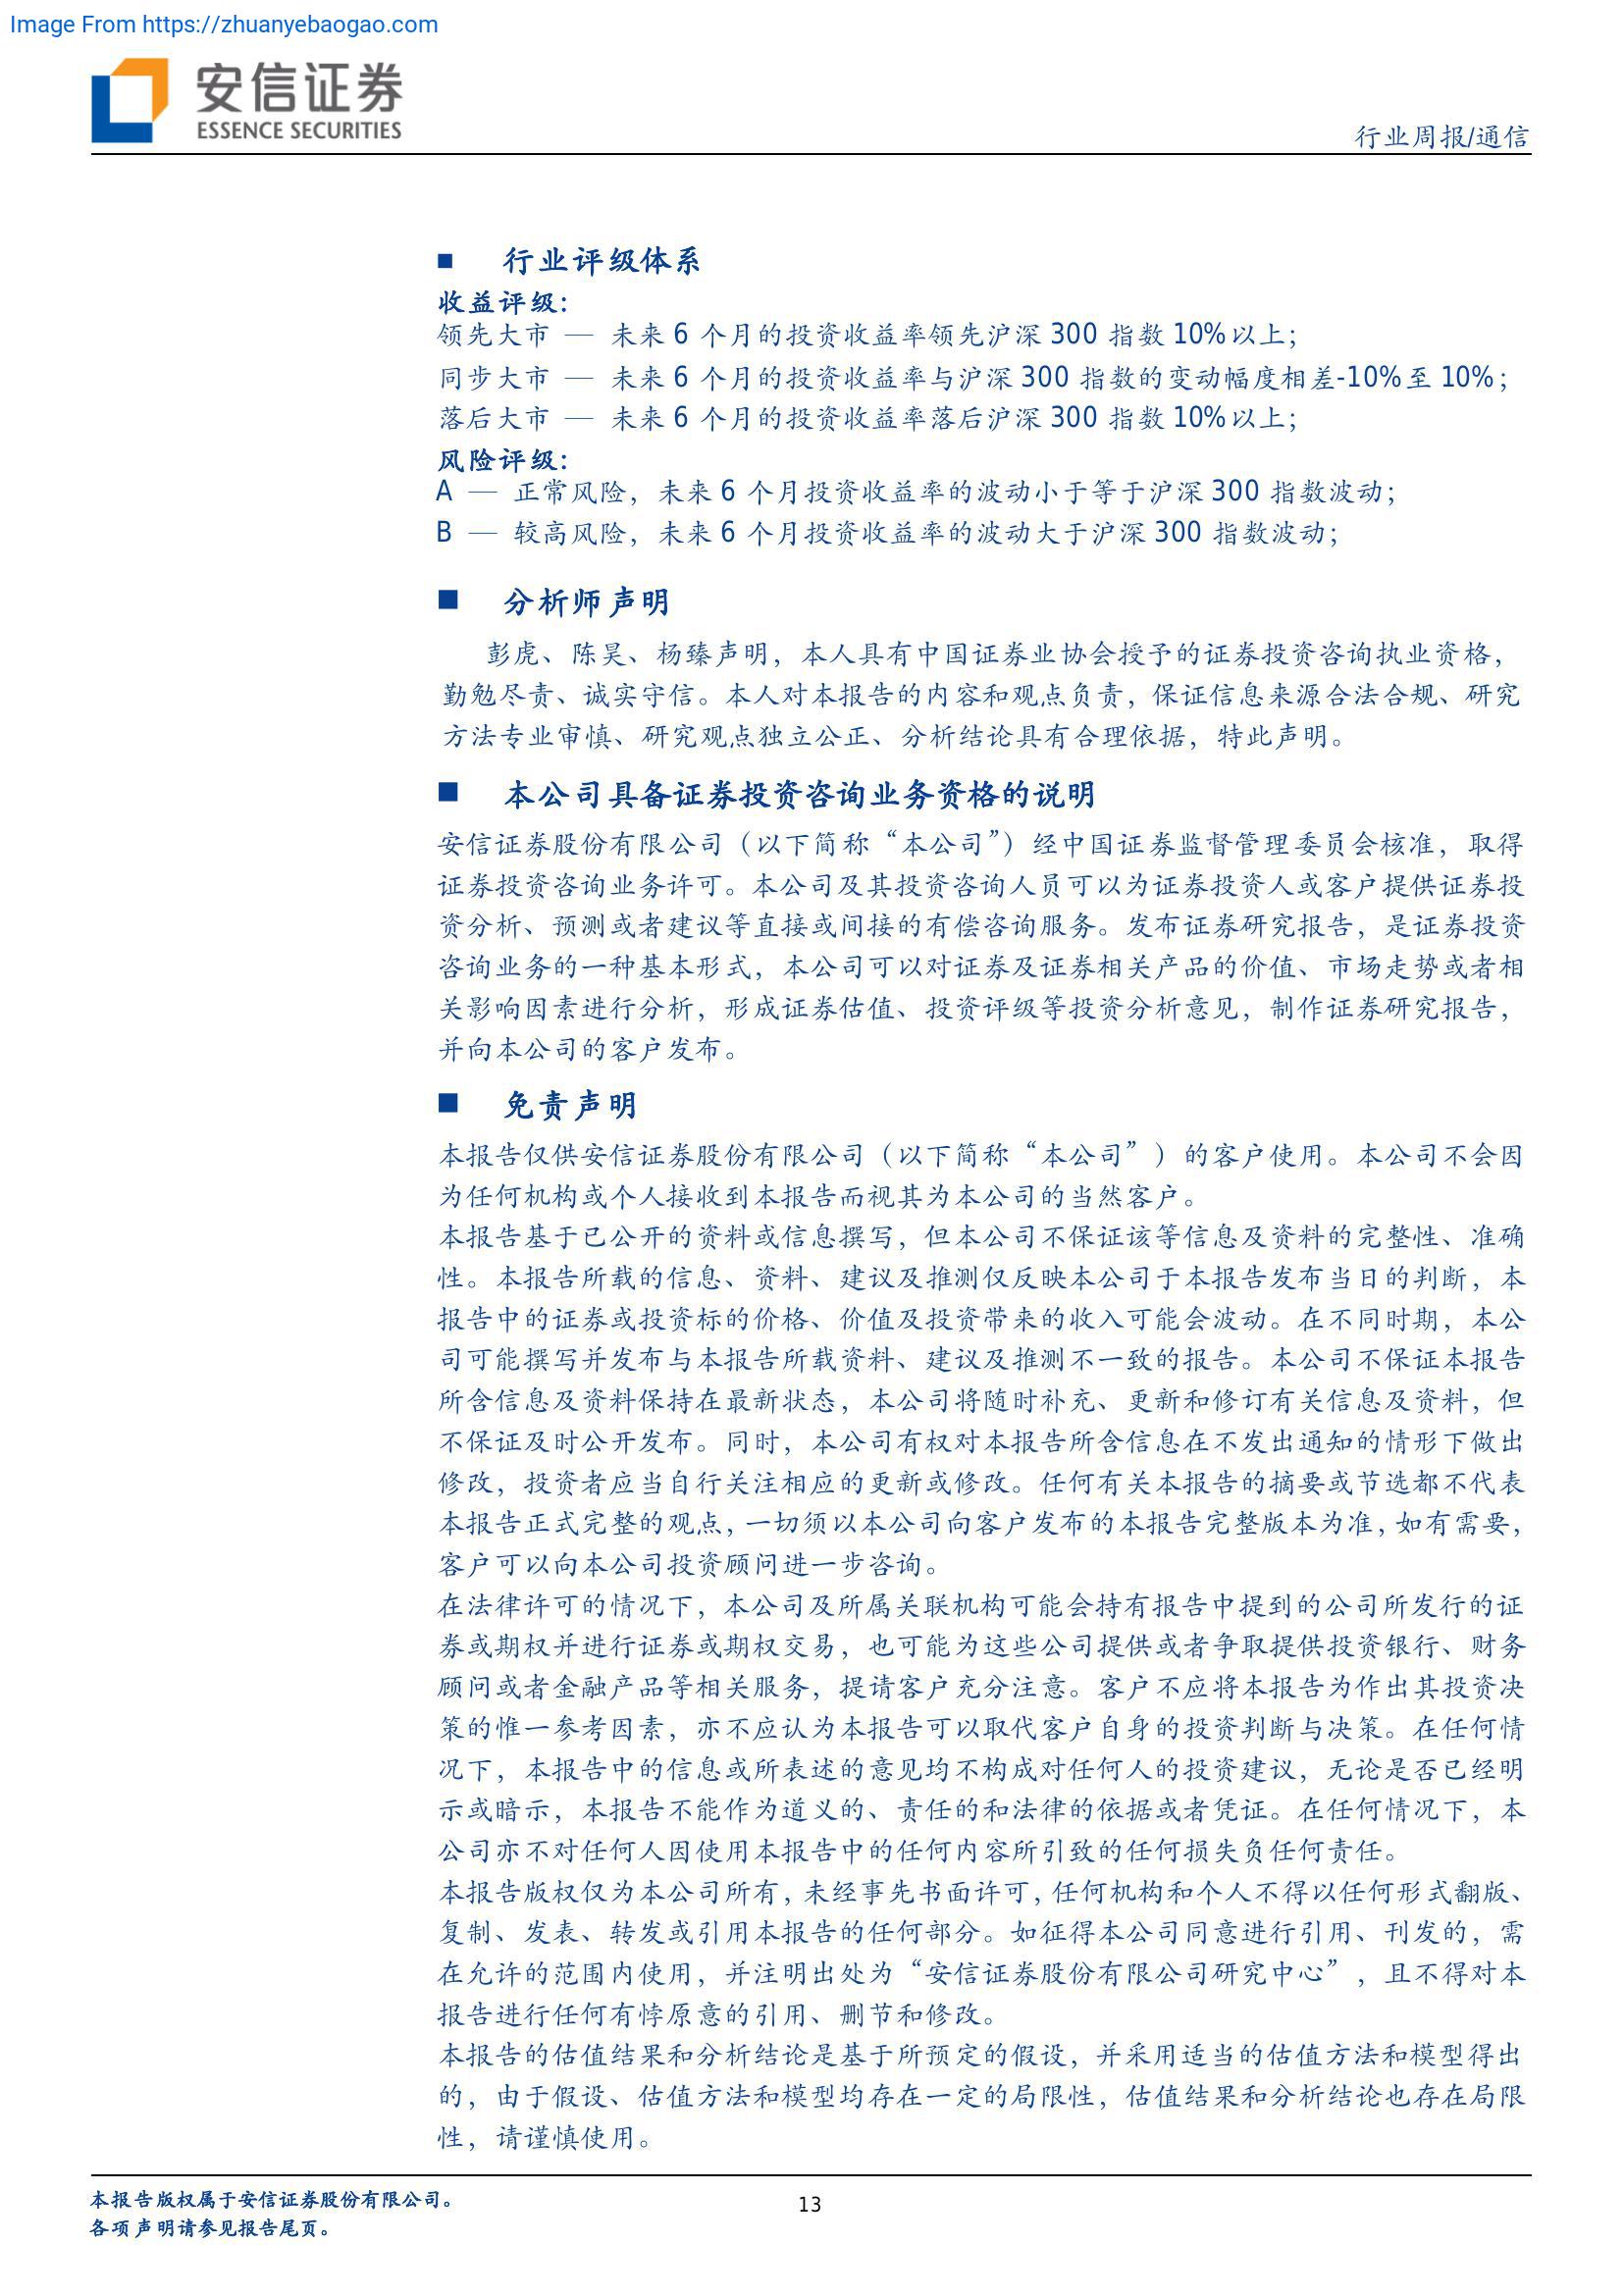 Image From https://zhuanyebaogao.com
安信证券
ESSENCE SECURITIES
行业周报/通信
■ 行业评级体系
收益评级：
领先大市 — 未来 6 个月的投资收益率领先沪深 300 指数 10%以上；
同步大市 — 未来 6 个月的投资收益率与沪深 300 指数的变动幅度相差-10%至 10%；
落后大市 — 未来 6 个月的投资收益率落后沪深 300 指数 10%以上；
风险评级：
A — 正常风险，未来 6 个月投资收益率的波动小于等于沪深 300 指数波动；
B — 较高风险，未来 6 个月投资收益率的波动大于沪深 300 指数波动；
■ 分析师声明
彭虎、陈昊、杨臻声明，本人具有中国证券业协会授予的证券投资咨询执业资格，
勤勉尽责、诚实守信。本人对本报告的内容和观点负责，保证信息来源合法合规、研究
方法专业审慎、研究观点独立公正、分析结论具有合理依据，特此声明。
■ 本公司具备证券投资咨询业务资格的说明
安信证券股份有限公司（以下简称“本公司”）经中国证券监督管理委员会核准，取得
证券投资咨询业务许可。本公司及其投资咨询人员可以为证券投资人或客户提供证券投
资分析、预测或者建议等直接或间接的有偿咨询服务。发布证券研究报告，是证券投资
咨询业务的一种基本形式，本公司可以对证券及证券相关产品的价值、市场走势或者相
关影响因素进行分析，形成证券估值、投资评级等投资分析意见，制作证券研究报告，
并向本公司的客户发布。
■ 免责声明
本报告仅供安信证券股份有限公司（以下简称“本公司”）的客户使用。本公司不会因
为任何机构或个人接收到本报告而视其为本公司的当然客户。
本报告基于已公开的资料或信息撰写，但本公司不保证该等信息及资料的完整性、准确
性。本报告所载的信息、资料、建议及推测仅反映本公司于本报告发布当日的判断，本
报告中的证券或投资标的价格、价值及投资带来的收入可能会波动。在不同时期，本公
司可能撰写并发布与本报告所载资料、建议及推测不一致的报告。本公司不保证本报告
所含信息及资料保持在最新状态，本公司将随时补充、更新和修订有关信息及资料，但
不保证及时公开发布。同时，本公司有权对本报告所含信息在不发出通知的情形下做出
修改，投资者应当自行关注相应的更新或修改。任何有关本报告的摘要或节选都不代表
本报告正式完整的观点，一切须以本公司向客户发布的本报告完整版本为准，如有需要，
客户可以向本公司投资顾问进一步咨询。
在法律许可的情况下，本公司及所属关联机构可能会持有报告中提到的公司所发行的证
券或期权并进行证券或期权交易，也可能为这些公司提供或者争取提供投资银行、财务
顾问或者金融产品等相关服务，提请客户充分注意。客户不应将本报告为作出其投资决
策的惟一参考因素，亦不应认为本报告可以取代客户自身的投资判断与决策。在任何情
况下，本报告中的信息或所表述的意见均不构成对任何人的投资建议，无论是否已经明
示或暗示，本报告不能作为道义的、责任的和法律的依据或者凭证。在任何情况下，本
公司亦不对任何人因使用本报告中的任何内容所引致的任何损失负任何责任。
本报告版权仅为本公司所有，未经事先书面许可，任何机构和个人不得以任何形式翻版、
复制、发表、转发或引用本报告的任何部分。如征得本公司同意进行引用、刊发的，需
在允许的范围内使用，并注明出处为“安信证券股份有限公司研究中心”，且不得对本
报告进行任何有悖原意的引用、删节和修改。
本报告的估值结果和分析结论是基于所预定的假设，并采用适当的估值方法和模型得出
的，由于假设、估值方法和模型均存在一定的局限性，估值结果和分析结论也存在局限
性，请谨慎使用。
本报告版权属于安信证券股份有限公司。
各项声明请参见报告尾页。
13